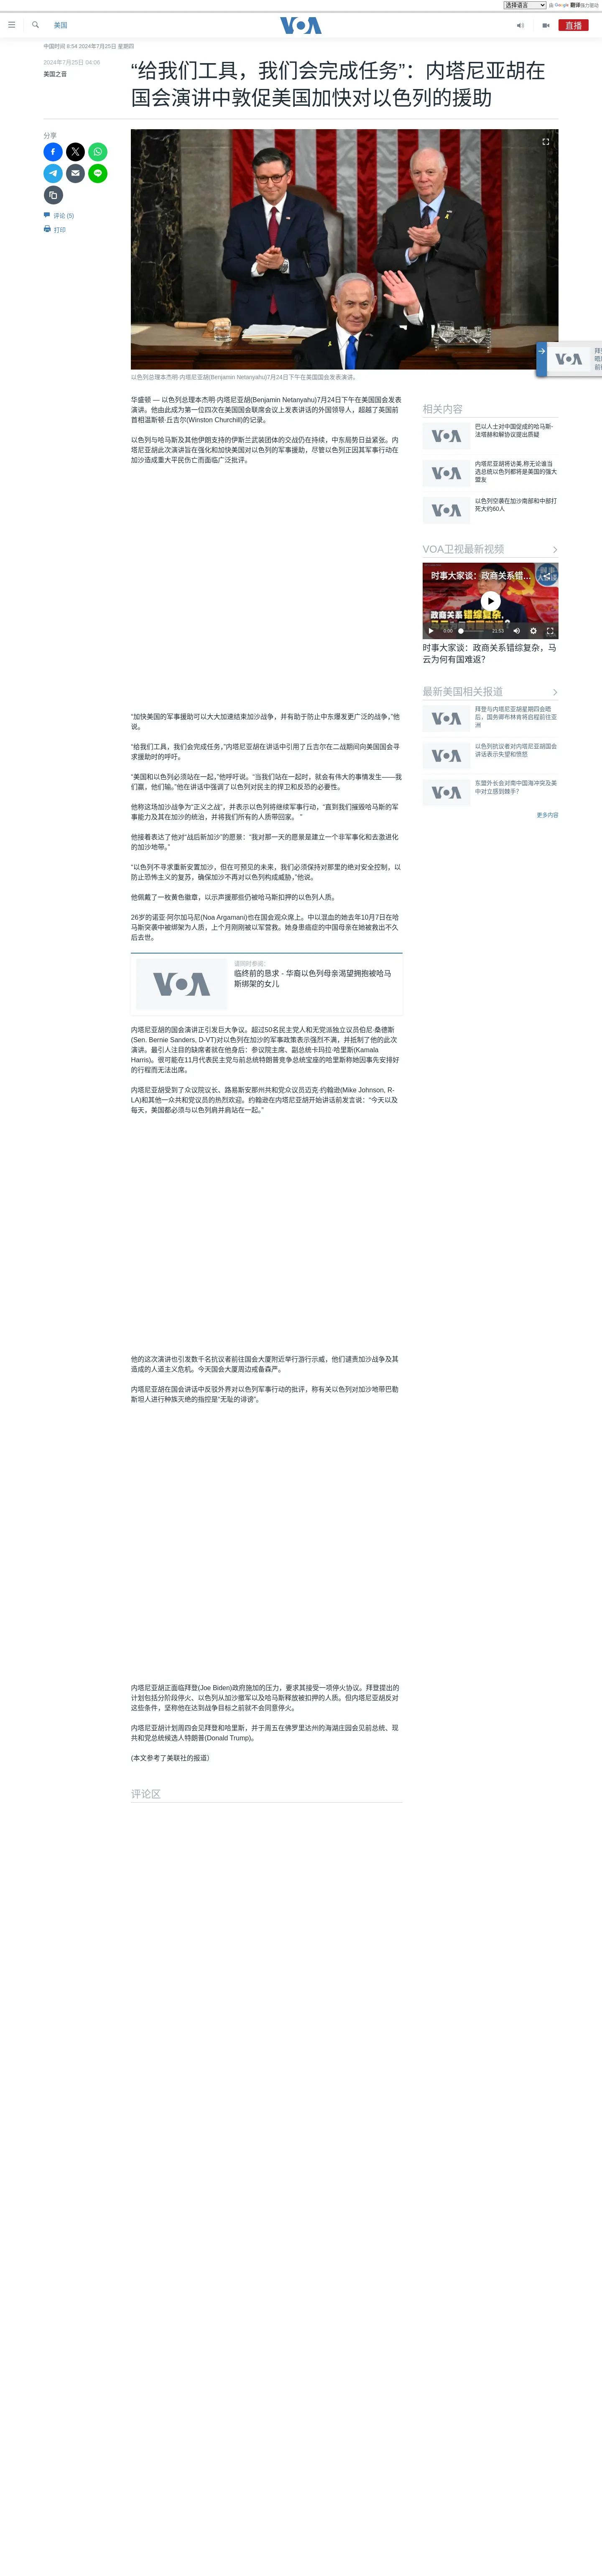 选择语言 由 Google 翻译强力驱动
美国
VOA
直播
中国时间 8:54 2024年7月25日 星期四
2024年7月25日 04:06
美国之音
“给我们工具，我们会完成任务”：内塔尼亚胡在
国会演讲中敦促美国加快对以色列的援助
分享
评论 (5)
打印
以色列总理本杰明·内塔尼亚胡(Benjamin Netanyahu)7月24日下午在美国国会发表演讲。
华盛顿 — 以色列总理本杰明·内塔尼亚胡(Benjamin Netanyahu)7月24日下午在美国国会发表
演讲。他由此成为第一位四次在美国国会联席会议上发表讲话的外国领导人，超越了英国前
首相温斯顿·丘吉尔(Winston Churchill)的记录。
以色列与哈马斯及其他伊朗支持的伊斯兰武装团体的交战仍在持续，中东局势日益紧张。内
塔尼亚胡此次演讲旨在强化和加快美国对以色列的军事援助，尽管以色列正因其军事行动在
加沙造成重大平民伤亡而面临广泛批评。
“加快美国的军事援助可以大大加速结束加沙战争，并有助于防止中东爆发更广泛的战争，”他
说。
“给我们工具，我们会完成任务，”内塔尼亚胡在讲话中引用了丘吉尔在二战期间向美国国会寻
求援助时的呼吁。
“美国和以色列必须站在一起，”他呼吁说。“当我们站在一起时，就会有伟大的事情发生——我
们赢，他们输。”他在讲话中强调了以色列对民主的捍卫和反恐的必要性。
他称这场加沙战争为“正义之战”，并表示以色列将继续军事行动，“直到我们摧毁哈马斯的军
事能力及其在加沙的统治，并将我们所有的人质带回家。 ”
他接着表达了他对“战后新加沙”的愿景：“我对那一天的愿景是建立一个非军事化和去激进化
的加沙地带。”
“以色列不寻求重新安置加沙，但在可预见的未来，我们必须保持对那里的绝对安全控制，以
防止恐怖主义的复苏，确保加沙不再对以色列构成威胁，”他说。
他佩戴了一枚黄色徽章，以示声援那些仍被哈马斯扣押的以色列人质。
26岁的诺亚·阿尔加马尼(Noa Argamani)也在国会观众席上。中以混血的她去年10月7日在哈
马斯突袭中被绑架为人质，上个月刚刚被以军营救。她身患癌症的中国母亲在她被救出不久
后去世。
请同时参阅：
临终前的恳求 - 华裔以色列母亲渴望拥抱被哈马
斯绑架的女儿
VOA
内塔尼亚胡的国会演讲正引发巨大争议。超过50名民主党人和无党派独立议员伯尼·桑德斯
(Sen. Bernie Sanders, D-VT)对以色列在加沙的军事政策表示强烈不满，并抵制了他的此次
演讲。最引人注目的缺席者就在他身后：参议院主席、副总统卡玛拉·哈里斯(Kamala
Harris)。很可能在11月代表民主党与前总统特朗普竞争总统宝座的哈里斯称她因事先安排好
的行程而无法出席。
内塔尼亚胡受到了众议院议长、路易斯安那州共和党众议员迈克·约翰逊(Mike Johnson, R-
LA)和其他一众共和党议员的热烈欢迎。约翰逊在内塔尼亚胡开始讲话前发言说：“今天以及
每天，美国都必须与以色列肩并肩站在一起。”
他的这次演讲也引发数千名抗议者前往国会大厦附近举行游行示威，他们谴责加沙战争及其
造成的人道主义危机。今天国会大厦周边戒备森严。
内塔尼亚胡在国会讲话中反驳外界对以色列军事行动的批评，称有关以色列对加沙地带巴勒
斯坦人进行种族灭绝的指控是“无耻的诽谤”。
内塔尼亚胡正面临拜登(Joe Biden)政府施加的压力，要求其接受一项停火协议。拜登提出的
计划包括分阶段停火、以色列从加沙撤军以及哈马斯释放被扣押的人质。但内塔尼亚胡反对
这些条件，坚称他在达到战争目标之前就不会同意停火。
内塔尼亚胡计划周四会见拜登和哈里斯，并于周五在佛罗里达州的海湖庄园会见前总统、现
共和党总统候选人特朗普(Donald Trump)。
(本文参考了美联社的报道）
评论区
相关内容
VOA
巴以人士对中国促成的哈马斯-
法塔赫和解协议提出质疑
VOA
内塔尼亚胡将访美,称无论谁当
选总统以色列都将是美国的强大
盟友
VOA
以色列空袭在加沙南部和中部打
死大约60人
VOA卫视最新视频
时事大家谈：政商关系错…
政商关系错综复杂,
0:00
时事大家谈：政商关系错综复杂，马
云为何有国难返？
最新美国相关报道
VOA
拜登与内塔尼亚胡星期四会晤
后，国务卿布林肯将启程前往亚
洲
VOA
以色列抗议者对内塔尼亚胡国会
讲话表示失望和愤怒
VOA
东盟外长会对南中国海冲突及美
中对立感到棘手?
更多内容
VOA